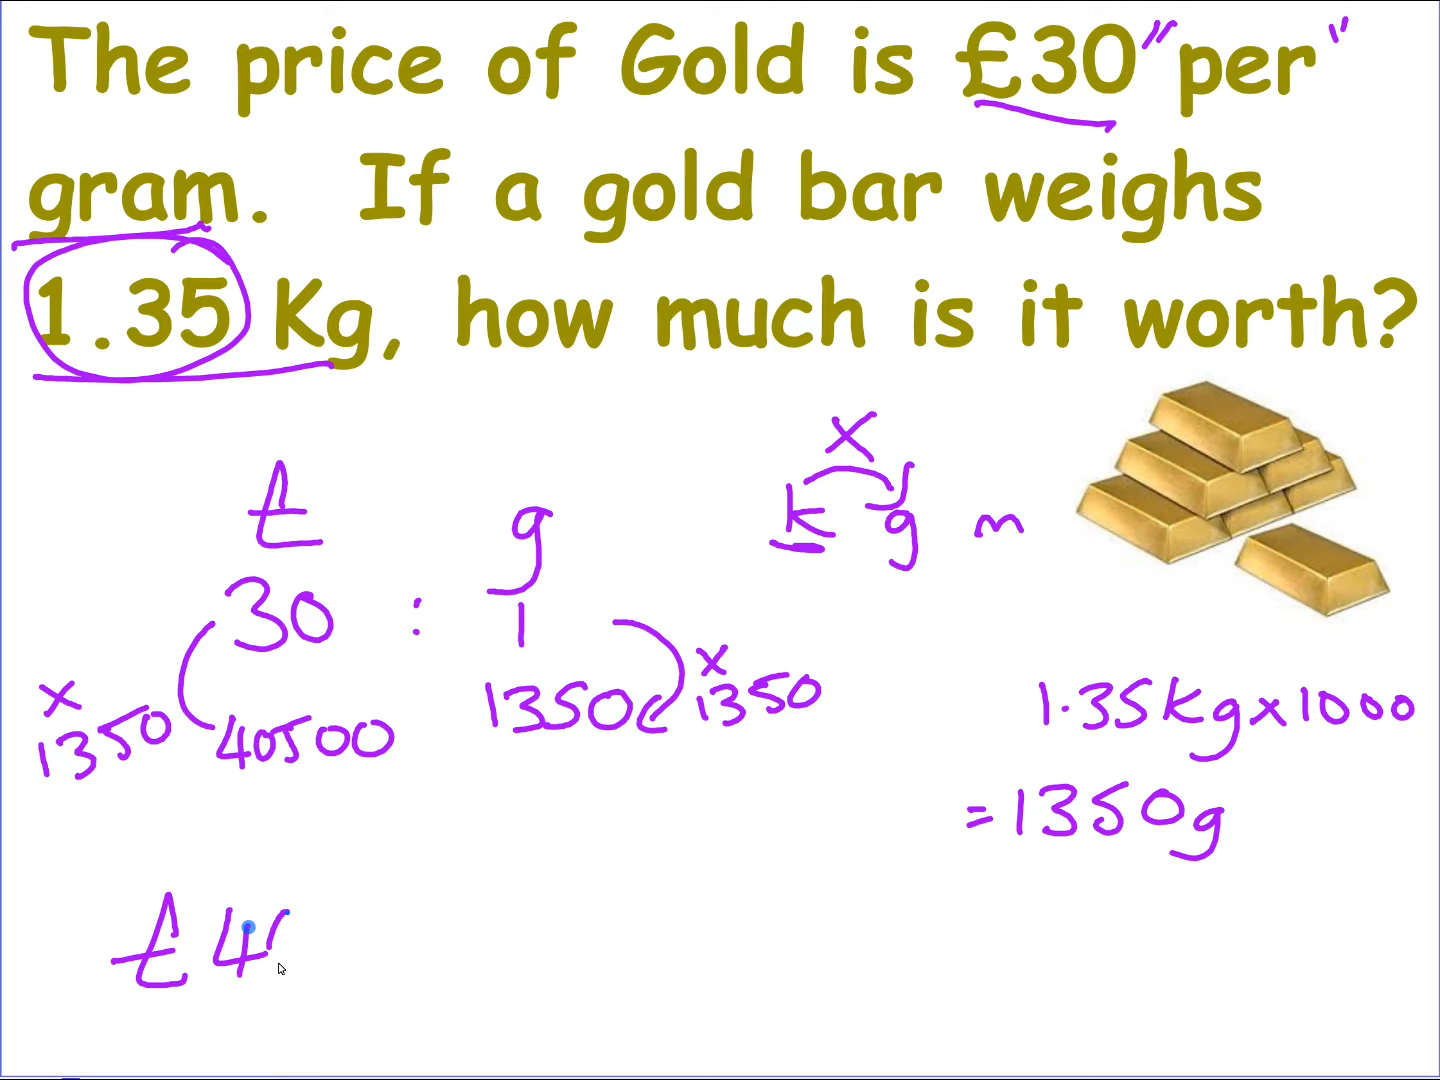 The price of Gold is £30 per
gram. If a gold bar weighs
1.35 Kg, how much is it worth?
£ g
k g m
x
30 : 1
x 1350 40500 1350 x 1350
1.35kg x 1000
= 1350g
£4